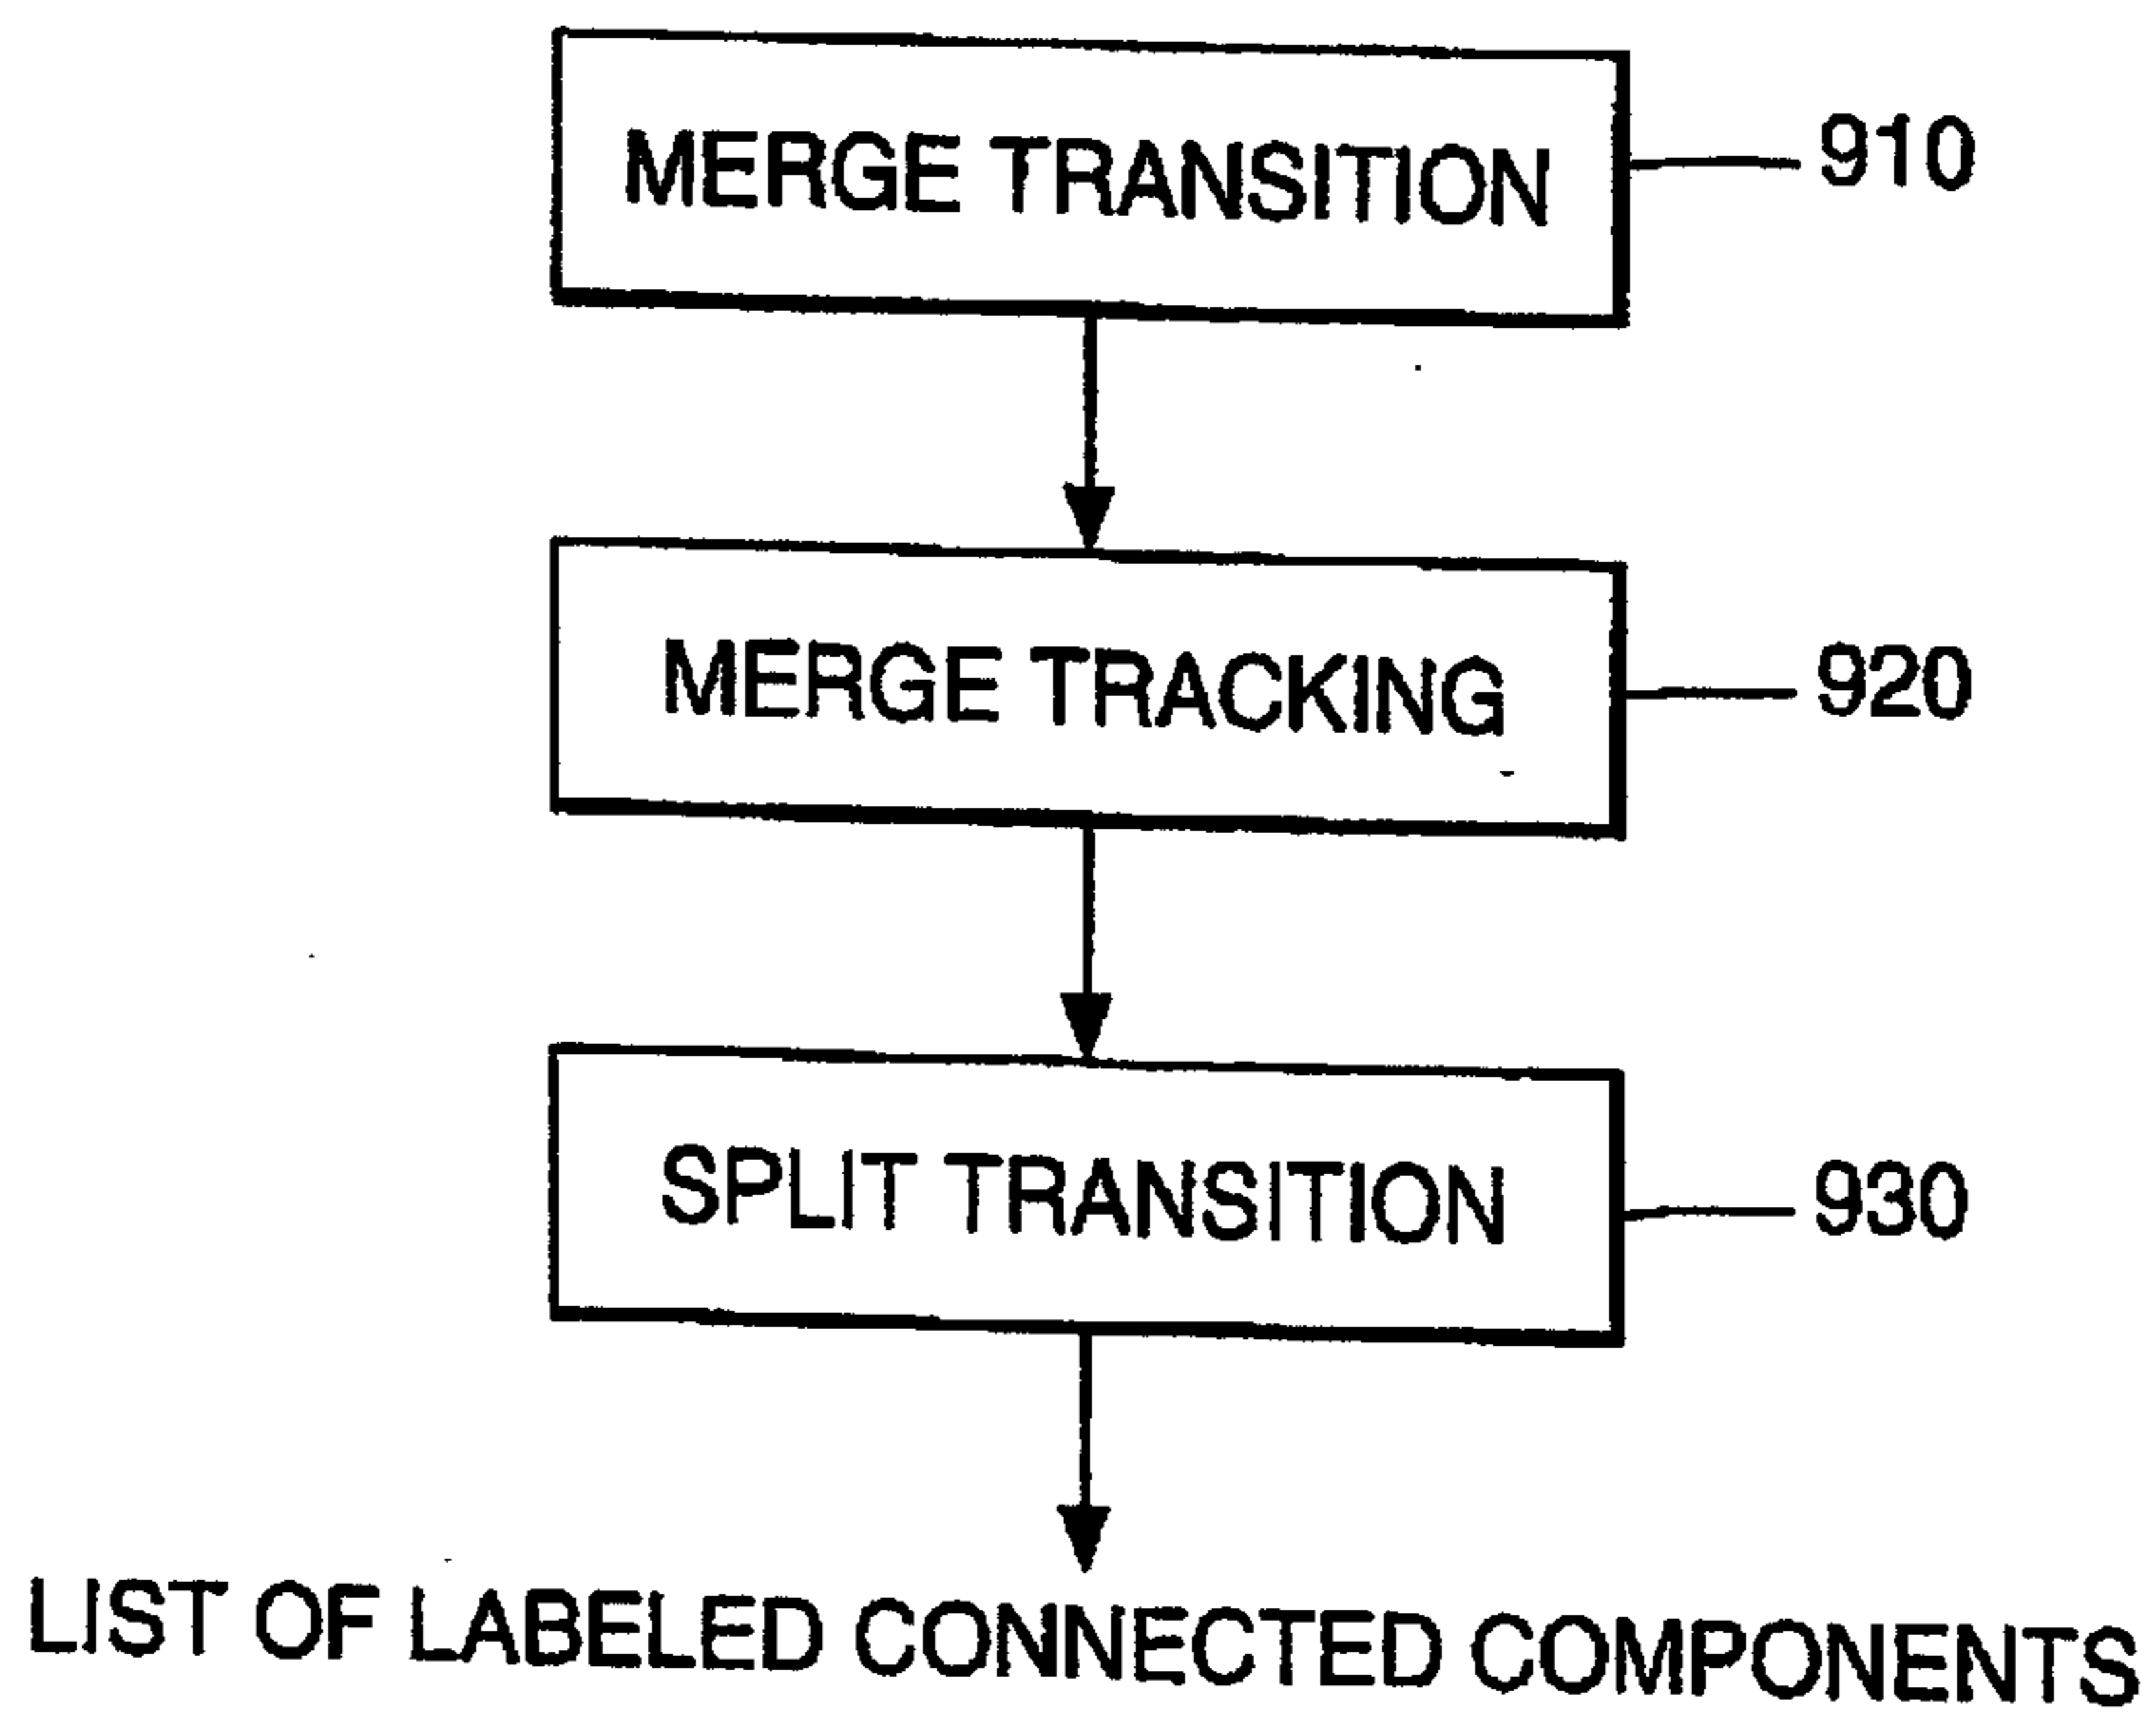 MERGE TRANSITION
910
MERGE TRACKING
920
SPLIT TRANSITION
930
LIST OF LABELED CONNECTED COMPONENTS